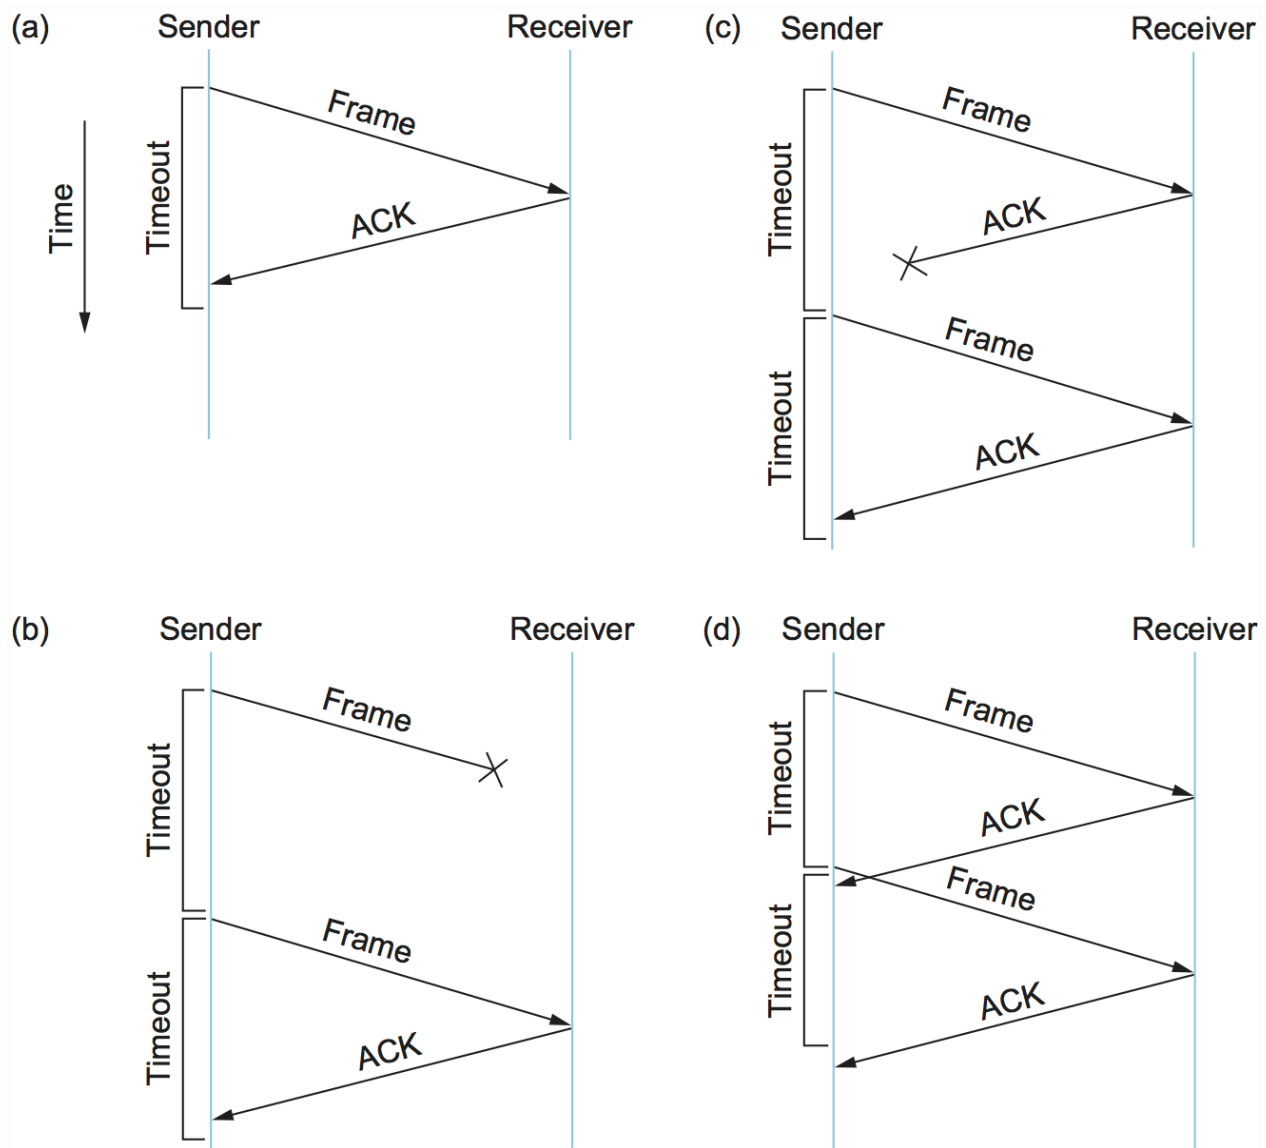 (a)
Sender
Receiver
Time
Timeout
Frame
ACK
(c)
Sender
Receiver
Timeout
Frame
ACK
Timeout
Frame
ACK
(b)
Sender
Receiver
Timeout
Frame
Timeout
Frame
ACK
(d)
Sender
Receiver
Timeout
Frame
ACK
Timeout
Frame
ACK